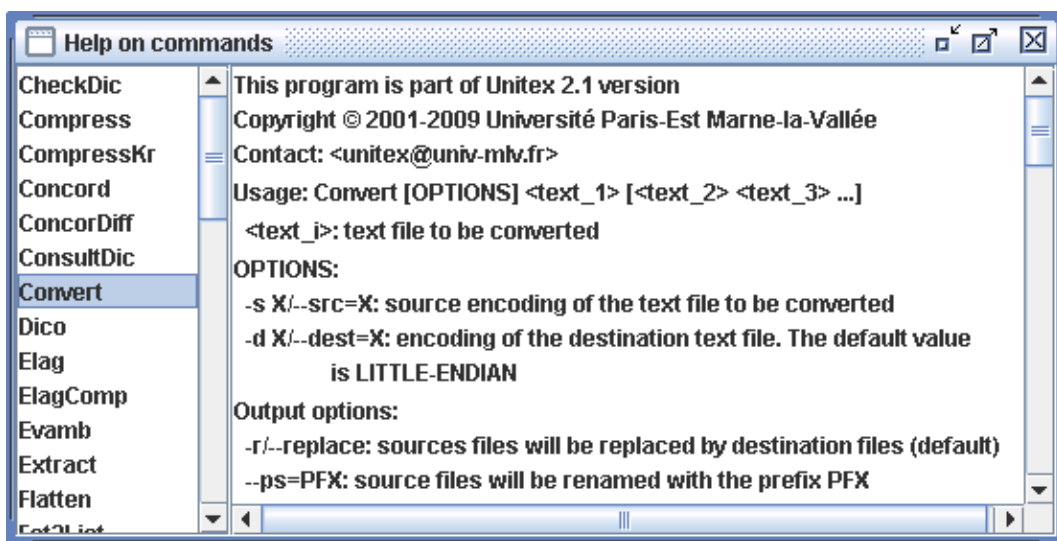 Help on commands
CheckDic
Compress
CompressKr
Concord
ConcorDiff
ConsultDic
Convert
Dico
Elag
ElagComp
Evamb
Extract
Flatten
This program is part of Unitex 2.1 version
Copyright © 2001-2009 Université Paris-Est Marne-la-Vallée
Contact: <unitex@univ-mlv.fr>
Usage: Convert [OPTIONS] <text_1> [<text_2> <text_3> ...]
<text_i>: text file to be converted
OPTIONS:
-s X/--src=X: source encoding of the text file to be converted
-d X/--dest=X: encoding of the destination text file. The default value
is LITTLE-ENDIAN
Output options:
-r/--replace: sources files will be replaced by destination files (default)
--ps=PFX: source files will be renamed with the prefix PFX